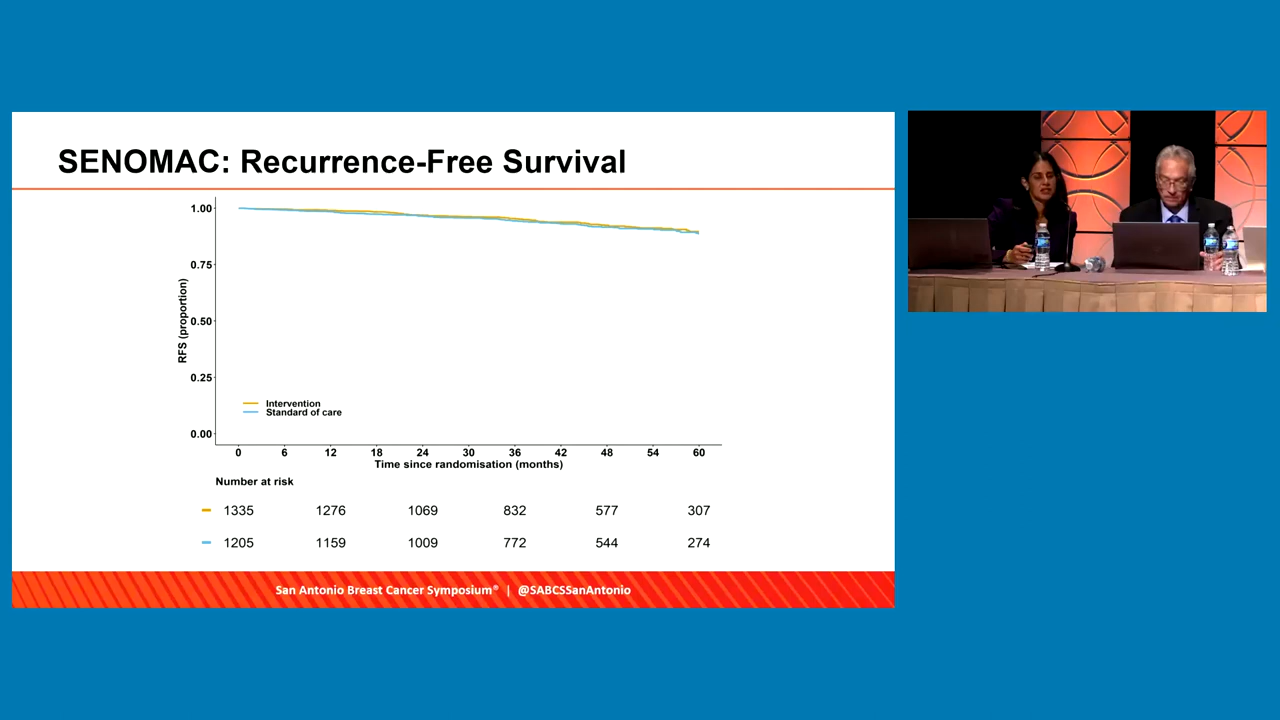 SENOMAC: Recurrence-Free Survival
1.00
0.75
0.50
0.25
0.00
RFS (proportion)
Intervention
Standard of care
0 6 12 18 24 30 36 42 48 54 60
Time since randomisation (months)
Number at risk
1335 1276 1069 832 577 307
1205 1159 1009 772 544 274
San Antonio Breast Cancer Symposium® | @SABCSSanAntonio